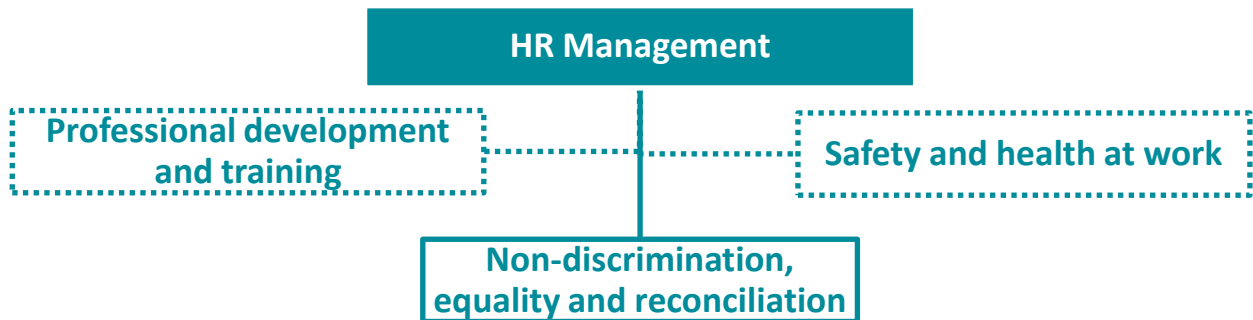 HR Management
Professional development
and training
Safety and health at work
Non-discrimination,
equality and reconciliation